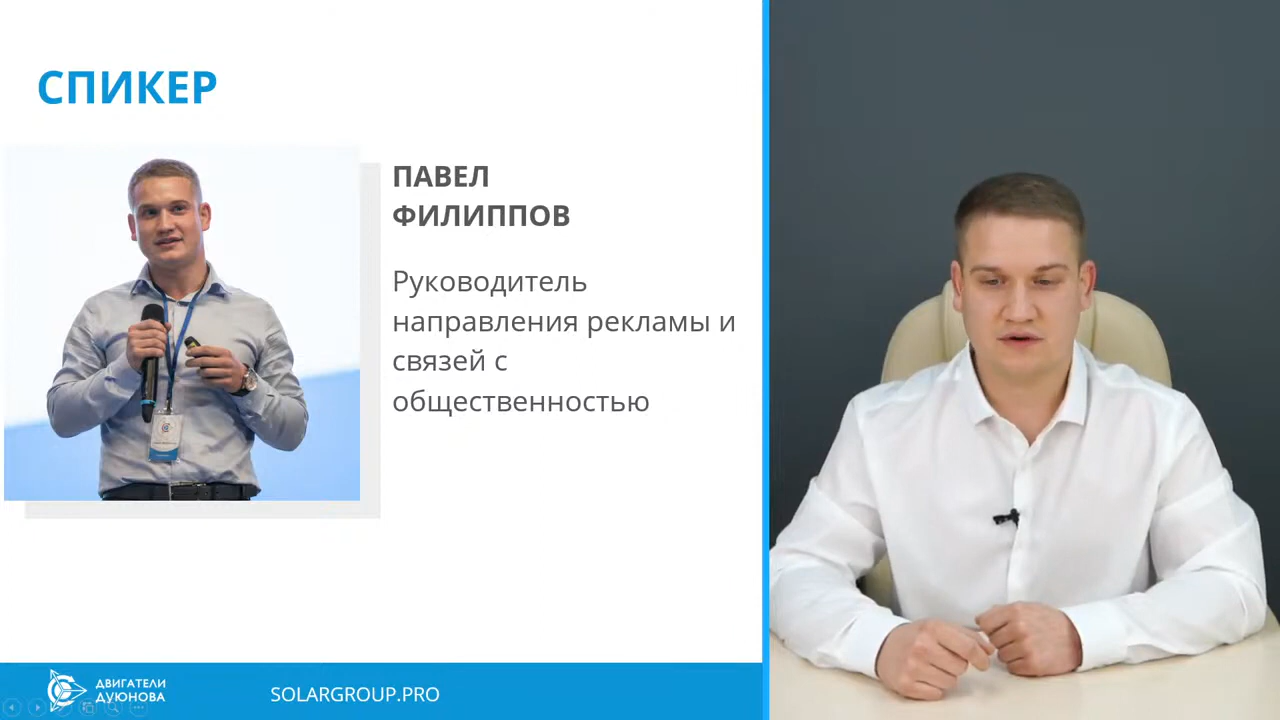 СПИКЕР
ПАВЕЛ
ФИЛИППОВ
Руководитель
направления рекламы и
связей с
общественностью
ДВИГАТЕЛИ
ДУЮНОВА
SOLARGROUP.PRO